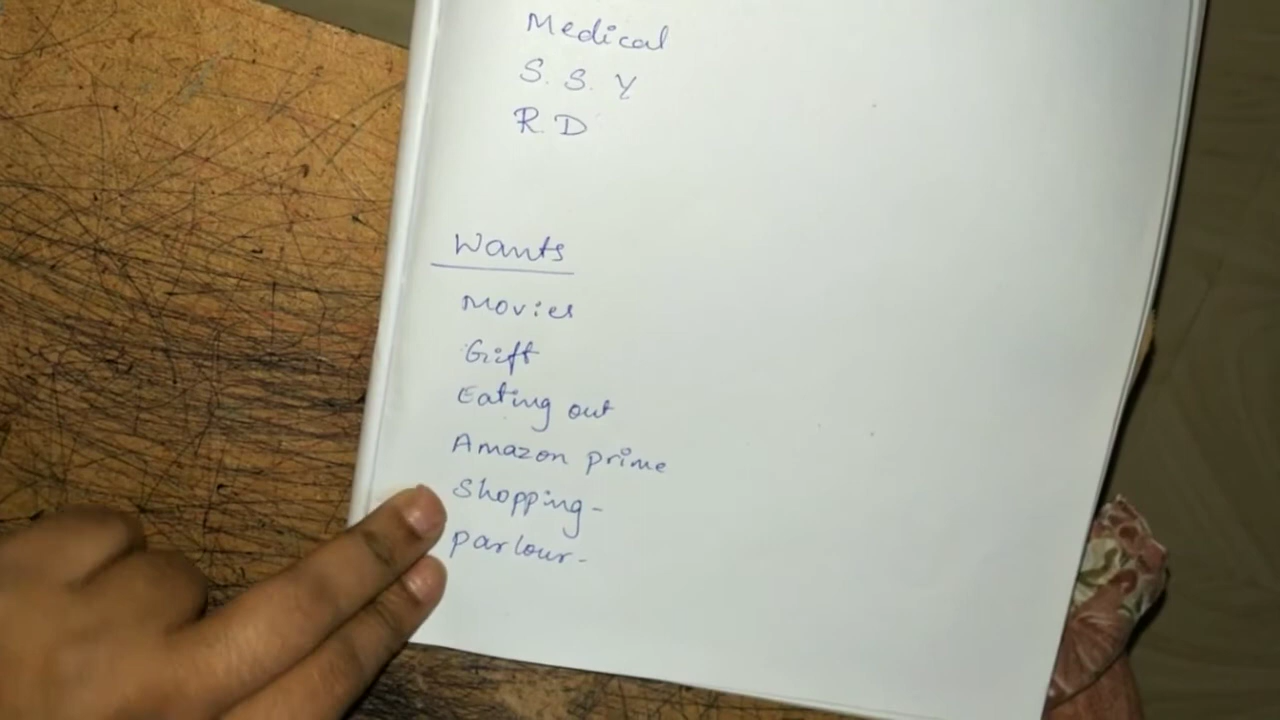 Medical
S. S. Y
R. D
Wants
Movies
Gift
Eating out
Amazon prime
Shopping-
parlour-